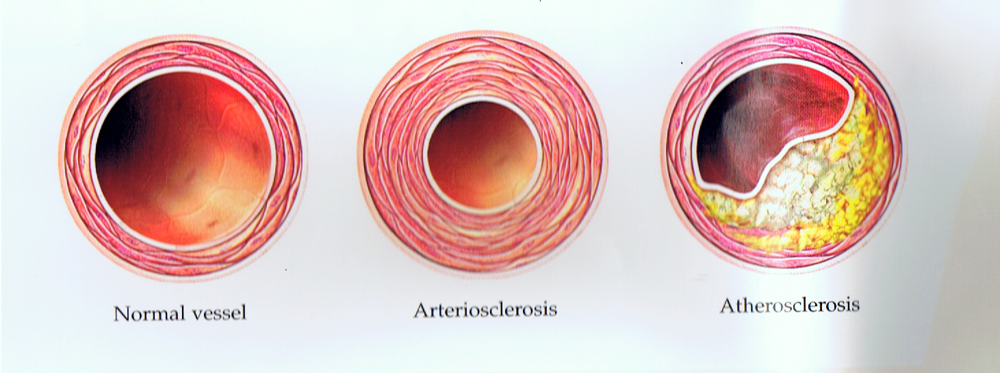 Normal vessel
Arteriosclerosis
Atherosclerosis